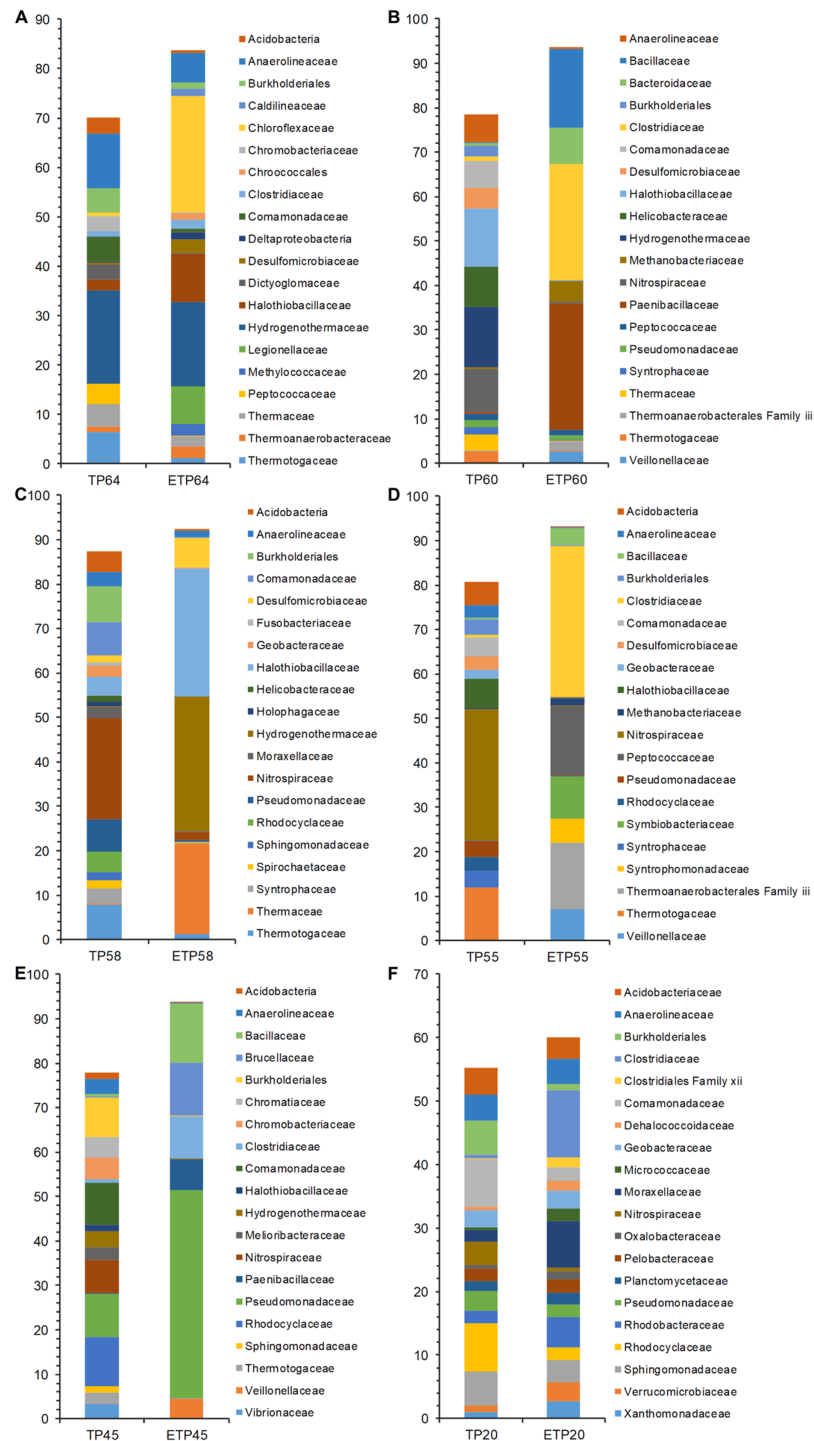 A
90
80
70
60
50
40
30
20
10
0
TP64 ETP64
Acidobacteria
Anaerolineaceae
Burkholderiales
Caldilineaceae
Chloroflexaceae
Chromobacteriaceae
Chroococcales
Clostridiaceae
Comamonadaceae
Deltaproteobacteria
Desulfomicrobiaceae
Dictyoglomaceae
Halothiobacillaceae
Hydrogenothermaceae
Legionellaceae
Methylococcaceae
Peptococcaceae
Thermaceae
Thermoanaerobacteraceae
Thermotogaceae
B
100
90
80
70
60
50
40
30
20
10
0
TP60 ETP60
Anaerolineaceae
Bacillaceae
Bacteroidaceae
Burkholderiales
Clostridiaceae
Comamonadaceae
Desulfomicrobiaceae
Halothiobacillaceae
Helicobacteraceae
Hydrogenothermaceae
Methanobacteriaceae
Nitrospiraceae
Paenibacillaceae
Peptococcaceae
Pseudomonadaceae
Syntrophaceae
Thermaceae
Thermoanaerobacterales Family iii
Thermotogaceae
Veillonellaceae
C
100
90
80
70
60
50
40
30
20
10
0
TP58 ETP58
Acidobacteria
Anaerolineaceae
Burkholderiales
Comamonadaceae
Desulfomicrobiaceae
Fusobacteriaceae
Geobacteraceae
Halothiobacillaceae
Helicobacteraceae
Holophagaceae
Hydrogenothermaceae
Moraxellaceae
Nitrospiraceae
Pseudomonadaceae
Rhodocyclaceae
Sphingomonadaceae
Spirochaetaceae
Syntrophaceae
Thermaceae
Thermotogaceae
D
100
90
80
70
60
50
40
30
20
10
0
TP55 ETP55
Acidobacteria
Anaerolineaceae
Bacillaceae
Burkholderiales
Clostridiaceae
Comamonadaceae
Desulfomicrobiaceae
Geobacteraceae
Halothiobacillaceae
Methanobacteriaceae
Nitrospiraceae
Peptococcaceae
Pseudomonadaceae
Rhodocyclaceae
Symbiobacteriaceae
Syntrophaceae
Syntrophomonadaceae
Thermoanaerobacterales Family iii
Thermotogaceae
Veillonellaceae
E
100
90
80
70
60
50
40
30
20
10
0
TP45 ETP45
Acidobacteria
Anaerolineaceae
Bacillaceae
Brucellaceae
Burkholderiales
Chromatiaceae
Chromobacteriaceae
Clostridiaceae
Comamonadaceae
Halothiobacillaceae
Hydrogenothermaceae
Melioribacteraceae
Nitrospiraceae
Paenibacillaceae
Pseudomonadaceae
Rhodocyclaceae
Sphingomonadaceae
Thermotogaceae
Veillonellaceae
Vibrionaceae
F
70
60
50
40
30
20
10
0
TP20 ETP20
Acidobacteriaceae
Anaerolineaceae
Burkholderiales
Clostridiaceae
Clostridiales Family xii
Comamonadaceae
Dehalococcoidaceae
Geobacteraceae
Micrococcaceae
Moraxellaceae
Nitrospiraceae
Oxalobacteraceae
Pelobacteraceae
Planctomycetaceae
Pseudomonadaceae
Rhodobacteraceae
Rhodocyclaceae
Sphingomonadaceae
Verrucomicrobiaceae
Xanthomonadaceae